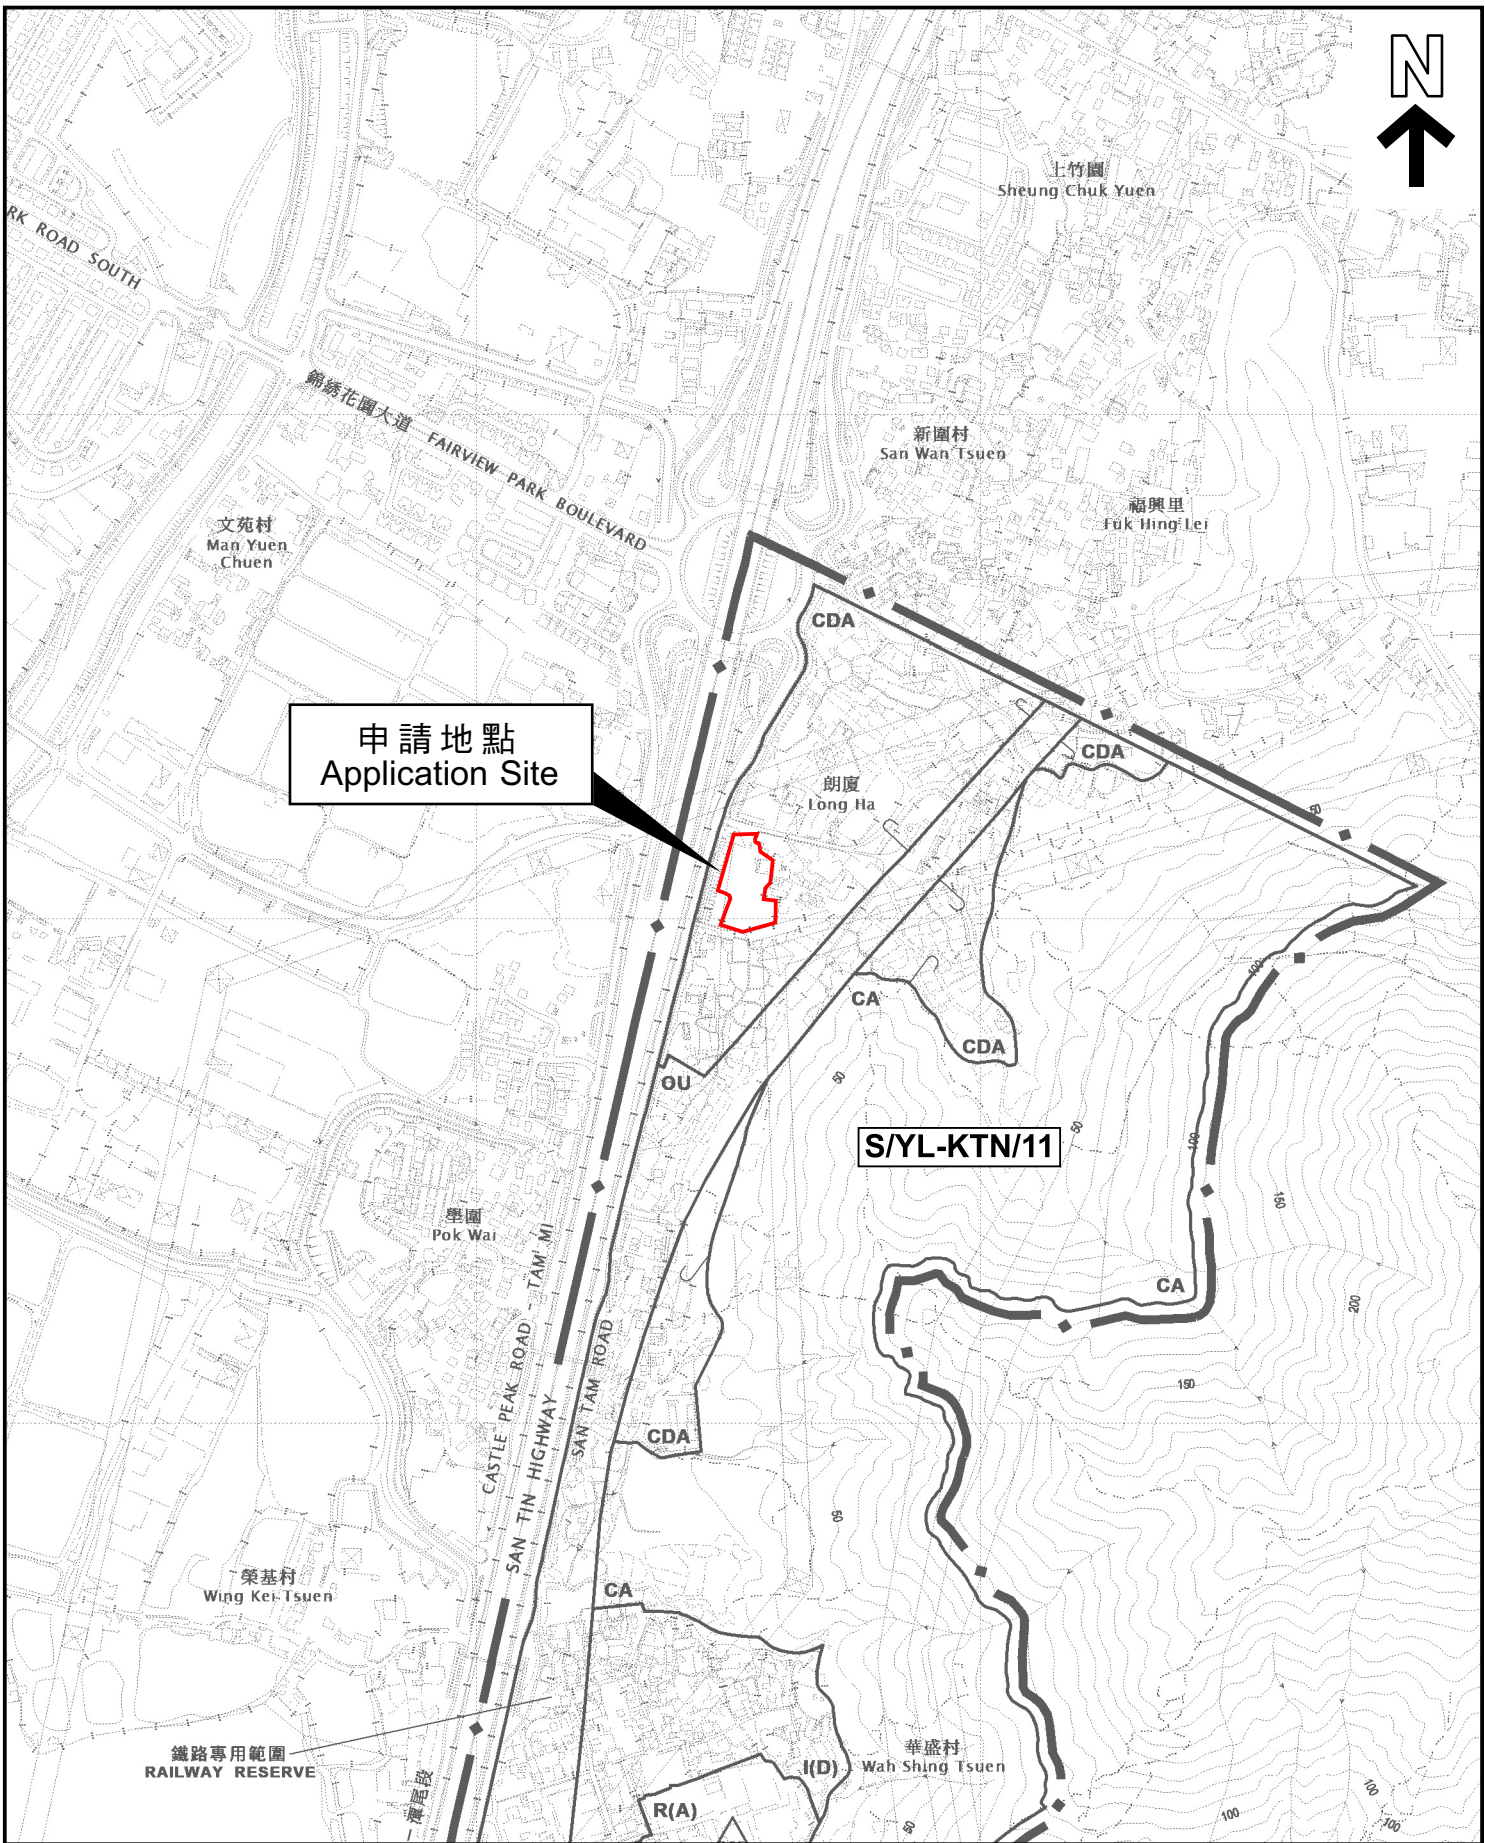 N
上竹園
Sheung Chuk Yuen
RK ROAD SOUTH
錦綉花園大道 FAIRVIEW PARK BOULEVARD
新圍村
San Wan Tsuen
福興里
Fuk Hing Lei
文苑村
Man Yuen
Chuen
CDA
申請地點
Application Site
CDA
朗廈
Long Ha
50
100
CA
CDA
OU
50
50
S/YL-KTN/11
100
150
壆圍
Pok Wai
CA
200
CASTLE PEAK ROAD - TAM MI
SAN TIN HIGHWAY
SAN TAM ROAD
150
CDA
50
榮基村
Wing Kei Tsuen
CA
鐵路專用範圍
RAILWAY RESERVE
華盛村
Wah Shing Tsuen
I(D)
R(A)
潭尾段
50
100
100
100